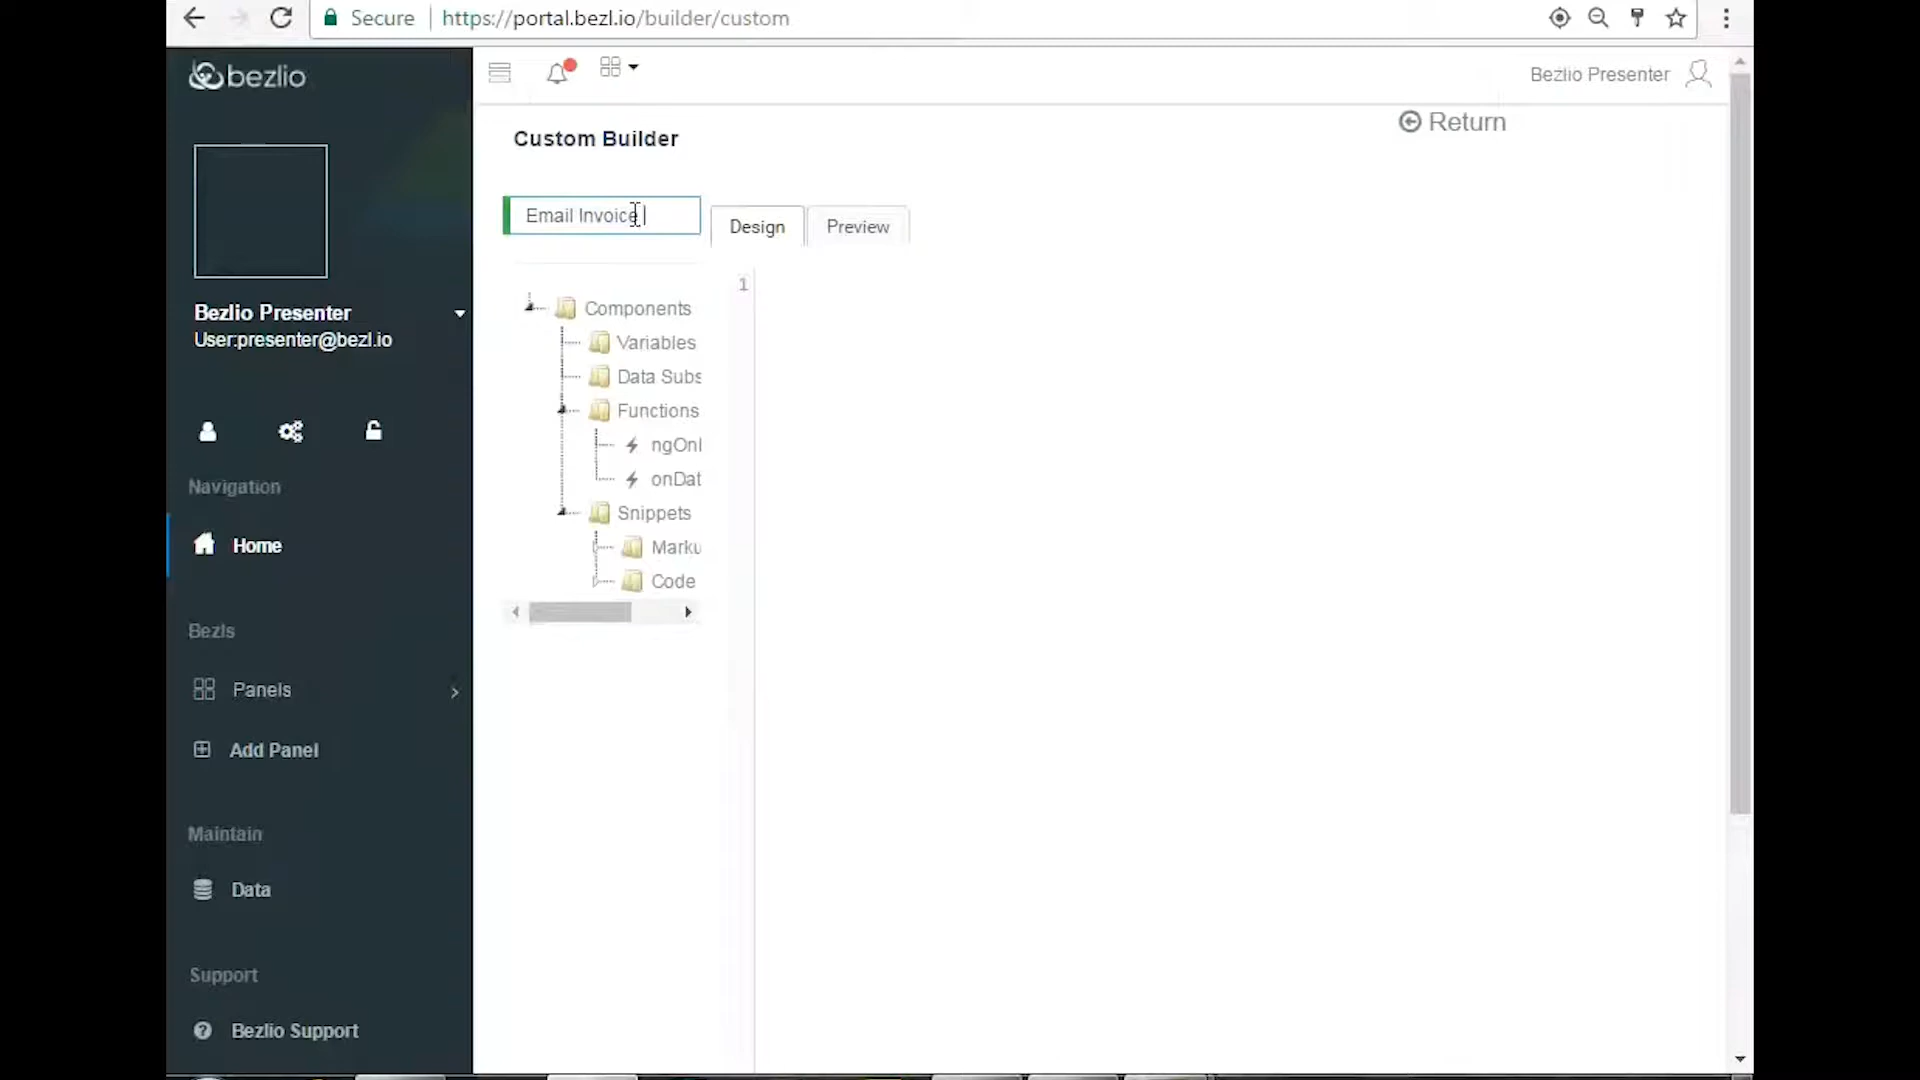 Secure https://portal.bezl.io/builder/custom
bezlio
Bezlio Presenter
Return
Custom Builder
Email Invoice
Design
Preview
1
Components
Variables
Data Subs
Functions
ngOnI
onDat
Snippets
Marku
Code
Bezlio Presenter
User:presenter@bezl.io
Navigation
Home
Bezls
Panels
Add Panel
Maintain
Data
Support
Bezlio Support